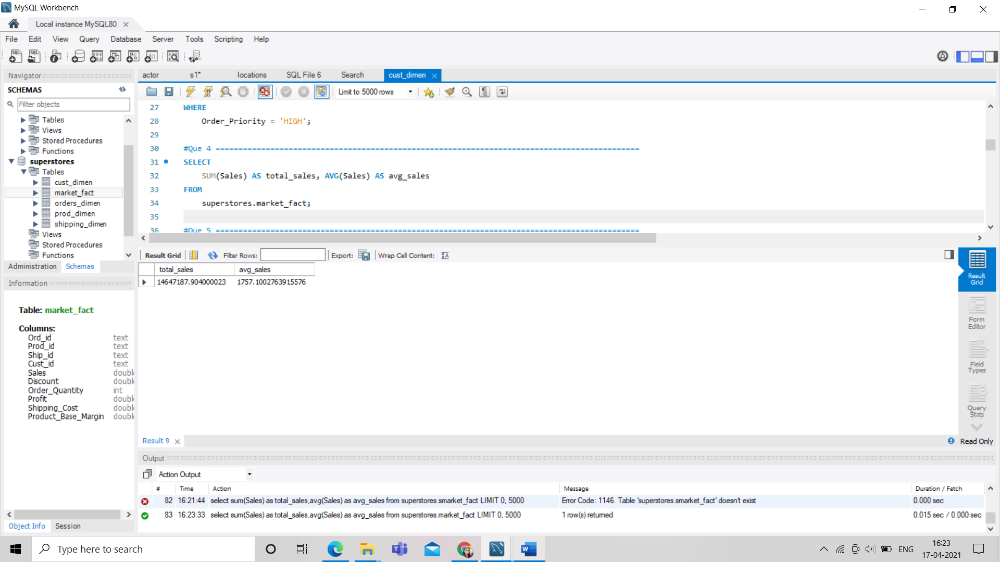 MySQL Workbench
Local instance MySQL80
File Edit View Query Database Server Tools Scripting Help
Navigator
SCHEMAS
Filter objects
Tables
Views
Stored Procedures
Functions
superstores
Tables
cust_dimen
market_fact
orders_dimen
prod_dimen
shipping_dimen
Views
Stored Procedures
Functions
Administration Schemas
Information
Table: market_fact
Columns:
Ord_id text
Prod_id text
Ship_id text
Cust_id text
Sales doubl
Discount doubl
Order_Quantity int
Profit doubl
Shipping_Cost doubl
Product_Base_Margin doubl
Object Info Session
actor s1* locations SQL File 6 Search cust_dimen
Limit to 5000 rows
27 WHERE
28 Order_Priority = 'HIGH';
29
30 #Que 4 =============================================================================================
31 SELECT
32 SUM(Sales) AS total_sales, AVG(Sales) AS avg_sales
33 FROM
34 superstores.market_fact;
35
36 #Que 5 =============================================================================================
Result Grid Filter Rows: Export: Wrap Cell Content:
total_sales avg_sales
14647187.904000023 1757.1002763915576
Result Grid
Form Editor
Field Types
Query Stats
Result 9
Read Only
Output
Action Output
# Time Action Message Duration / Fetch
82 16:21:44 select sum(Sales) as total_sales,avg(Sales) as avg_sales from superstores.smarket_fact LIMIT 0, 5000 Error Code: 1146. Table 'superstores.smarket_fact' doesn't exist 0.000 sec
83 16:23:33 select sum(Sales) as total_sales,avg(Sales) as avg_sales from superstores.market_fact LIMIT 0, 5000 1 row(s) returned 0.015 sec / 0.000 sec
Type here to search
ENG
16:23
17-04-2021